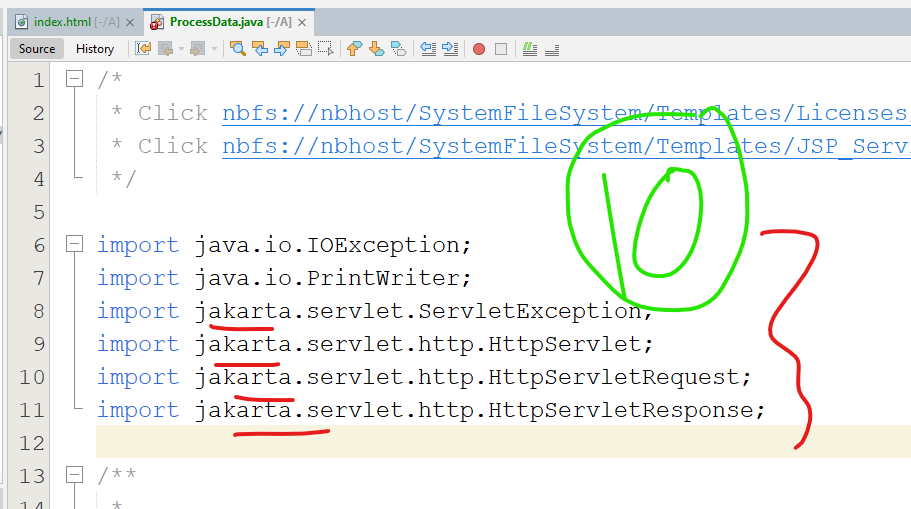 index.html [-/A] ProcessData.java [-/A]
Source History
1 /*
2 * Click nbfs://nbhost/SystemFileSystem/Templates/Licenses
3 * Click nbfs://nbhost/SystemFileSystem/Templates/JSP_Serv
4 */
5
6 import java.io.IOException;
7 import java.io.PrintWriter;
8 import jakarta.servlet.ServletException;
9 import jakarta.servlet.http.HttpServlet;
10 import jakarta.servlet.http.HttpServletRequest;
11 import jakarta.servlet.http.HttpServletResponse;
12
13 /**
14 *
10